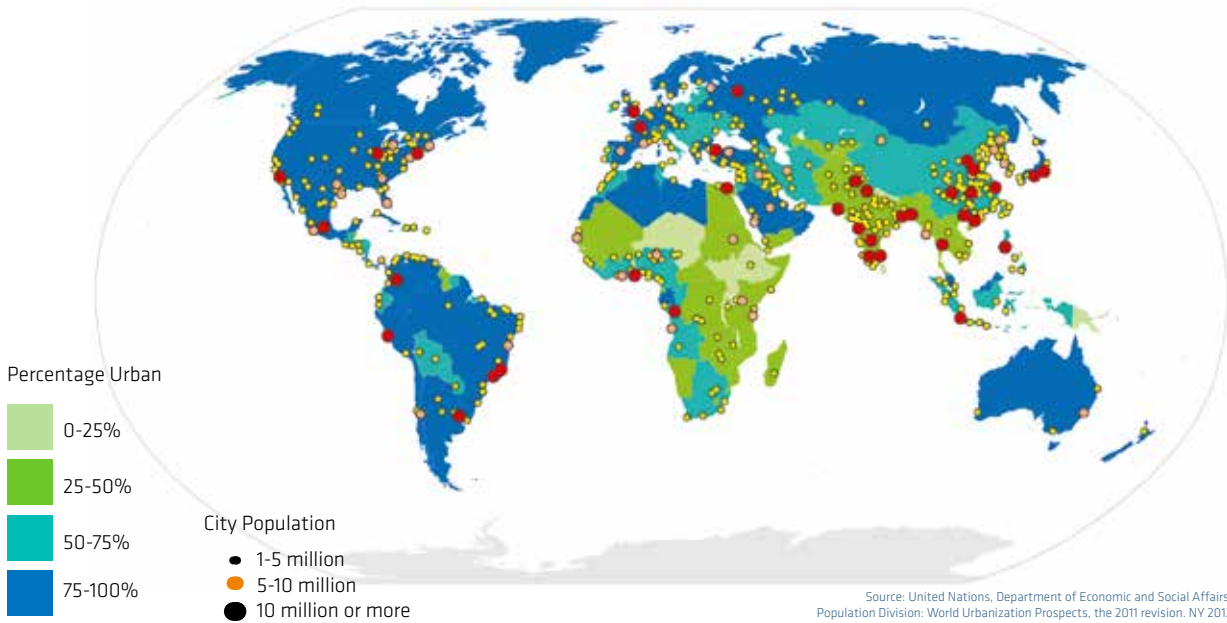 Percentage Urban
0-25%
25-50%
50-75%
75-100%
City Population
1-5 million
5-10 million
10 million or more
Source: United Nations, Department of Economic and Social Affairs
Population Division: World Urbanization Prospects, the 2011 revision. NY